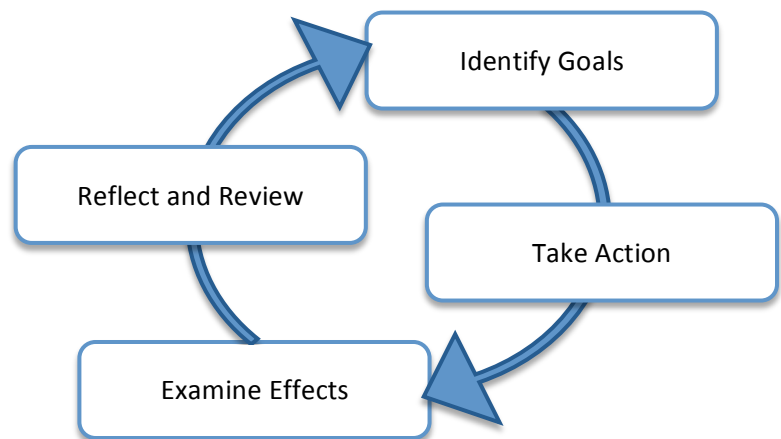 Identify Goals
Take Action
Examine Effects
Reflect and Review